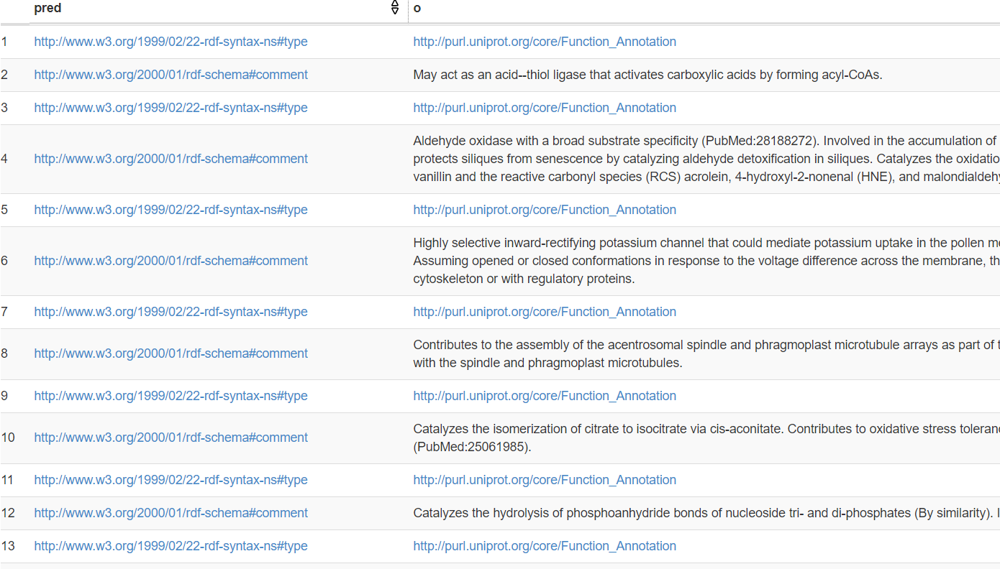 pred o
1 http://www.w3.org/1999/02/22-rdf-syntax-ns#type http://purl.uniprot.org/core/Function_Annotation
2 http://www.w3.org/2000/01/rdf-schema#comment May act as an acid--thiol ligase that activates carboxylic acids by forming acyl-CoAs.
3 http://www.w3.org/1999/02/22-rdf-syntax-ns#type http://purl.uniprot.org/core/Function_Annotation
4 http://www.w3.org/2000/01/rdf-schema#comment Aldehyde oxidase with a broad substrate specificity (PubMed:28188272). Involved in the accumulation of
protects siliques from senescence by catalyzing aldehyde detoxification in siliques. Catalyzes the oxidatio
vanillin and the reactive carbonyl species (RCS) acrolein, 4-hydroxyl-2-nonenal (HNE), and malondialdehy
5 http://www.w3.org/1999/02/22-rdf-syntax-ns#type http://purl.uniprot.org/core/Function_Annotation
6 http://www.w3.org/2000/01/rdf-schema#comment Highly selective inward-rectifying potassium channel that could mediate potassium uptake in the pollen me
Assuming opened or closed conformations in response to the voltage difference across the membrane, th
cytoskeleton or with regulatory proteins.
7 http://www.w3.org/1999/02/22-rdf-syntax-ns#type http://purl.uniprot.org/core/Function_Annotation
8 http://www.w3.org/2000/01/rdf-schema#comment Contributes to the assembly of the acentrosomal spindle and phragmoplast microtubule arrays as part of t
with the spindle and phragmoplast microtubules.
9 http://www.w3.org/1999/02/22-rdf-syntax-ns#type http://purl.uniprot.org/core/Function_Annotation
10 http://www.w3.org/2000/01/rdf-schema#comment Catalyzes the isomerization of citrate to isocitrate via cis-aconitate. Contributes to oxidative stress toleranc
(PubMed:25061985).
11 http://www.w3.org/1999/02/22-rdf-syntax-ns#type http://purl.uniprot.org/core/Function_Annotation
12 http://www.w3.org/2000/01/rdf-schema#comment Catalyzes the hydrolysis of phosphoanhydride bonds of nucleoside tri- and di-phosphates (By similarity). I
13 http://www.w3.org/1999/02/22-rdf-syntax-ns#type http://purl.uniprot.org/core/Function_Annotation